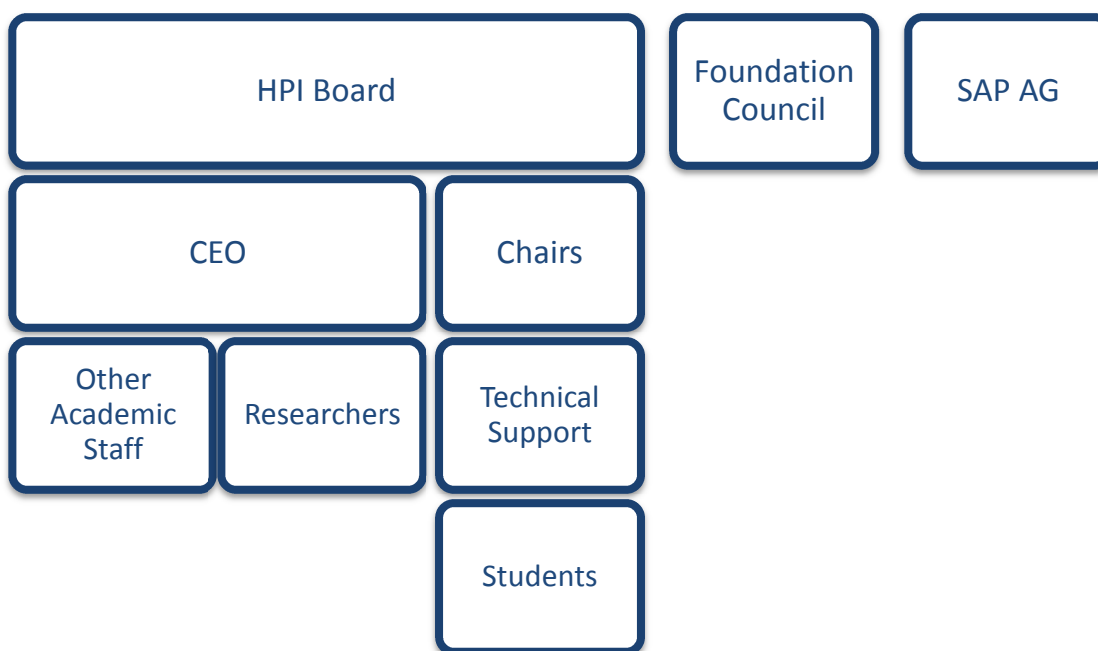 HPI Board
Foundation
Council
SAP AG
CEO
Chairs
Other
Academic
Staff
Researchers
Technical
Support
Students